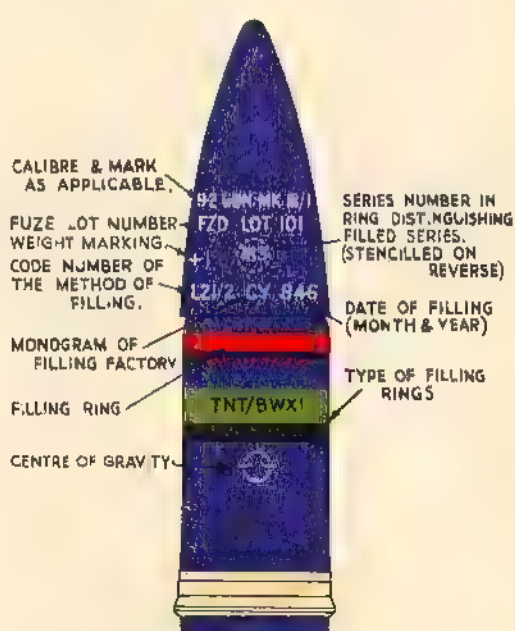 CALIBRE & MARK
AS APPLICABLE.
FUZE LOT NUMBER
WEIGHT MARKING.
CODE NUMBER OF
THE METHOD OF
FILLING.
MONOGRAM OF
FILLING FACTORY
FILLING RING
CENTRE OF GRAVITY
FZD LOT 101
CY 846
TNT/BWX1
SERIES NUMBER IN
RING DISTINGUISHING
FILLED SERIES.
(STENCILLED ON
REVERSE)
DATE OF FILLING
(MONTH & YEAR)
TYPE OF FILLING
RINGS